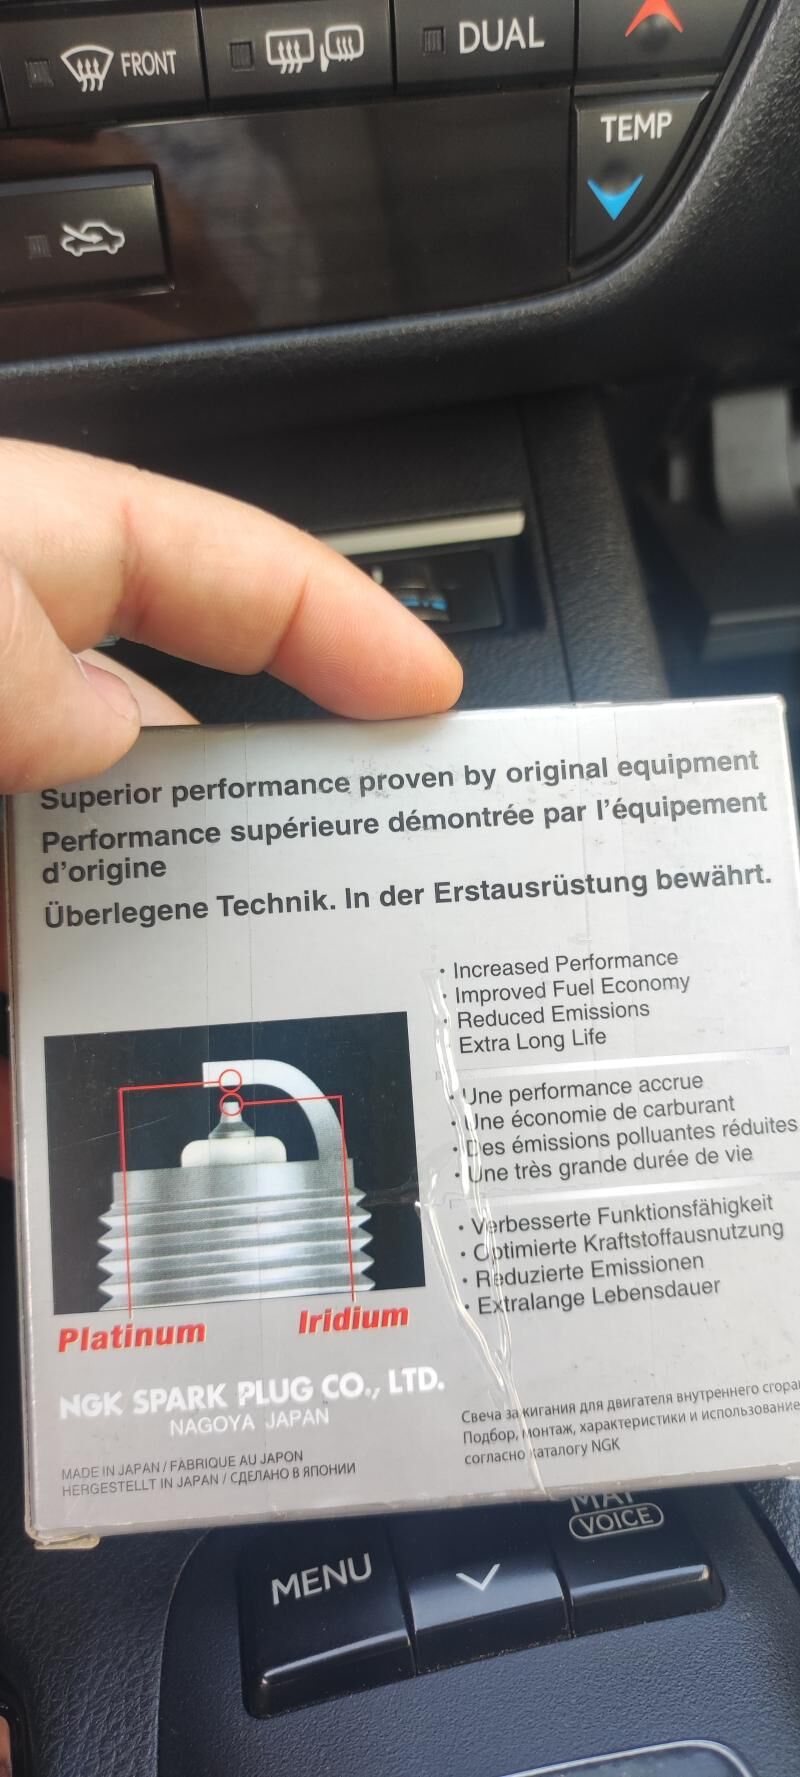 FRONT
DUAL
TEMP
Superior performance proven by original equipment
Performance supérieure démontrée par l'équipement
d'origine
Überlegene Technik. In der Erstausrüstung bewährt.
· Increased Performance
· Improved Fuel Economy
· Reduced Emissions
· Extra Long Life
· Une performance accrue
· Une économie de carburant
· Des émissions polluantes réduites
· Une très grande durée de vie
· Verbesserte Funktionsfähigkeit
· Optimierte Kraftstoffausnutzung
· Reduzierte Emissionen
· Extralange Lebensdauer
Platinum
Iridium
NGK SPARK PLUG CO., LTD.
NAGOYA JAPAN
MADE IN JAPAN / FABRIQUE AU JAPON
HERGESTELLT IN JAPAN / СДЕЛАНО В ЯПОНИИ
Свеча зажигания для двигателя внутреннего
Подбор, монтаж, характеристики и использование
согласно каталогу NGK
MENU
MAP
VOICE